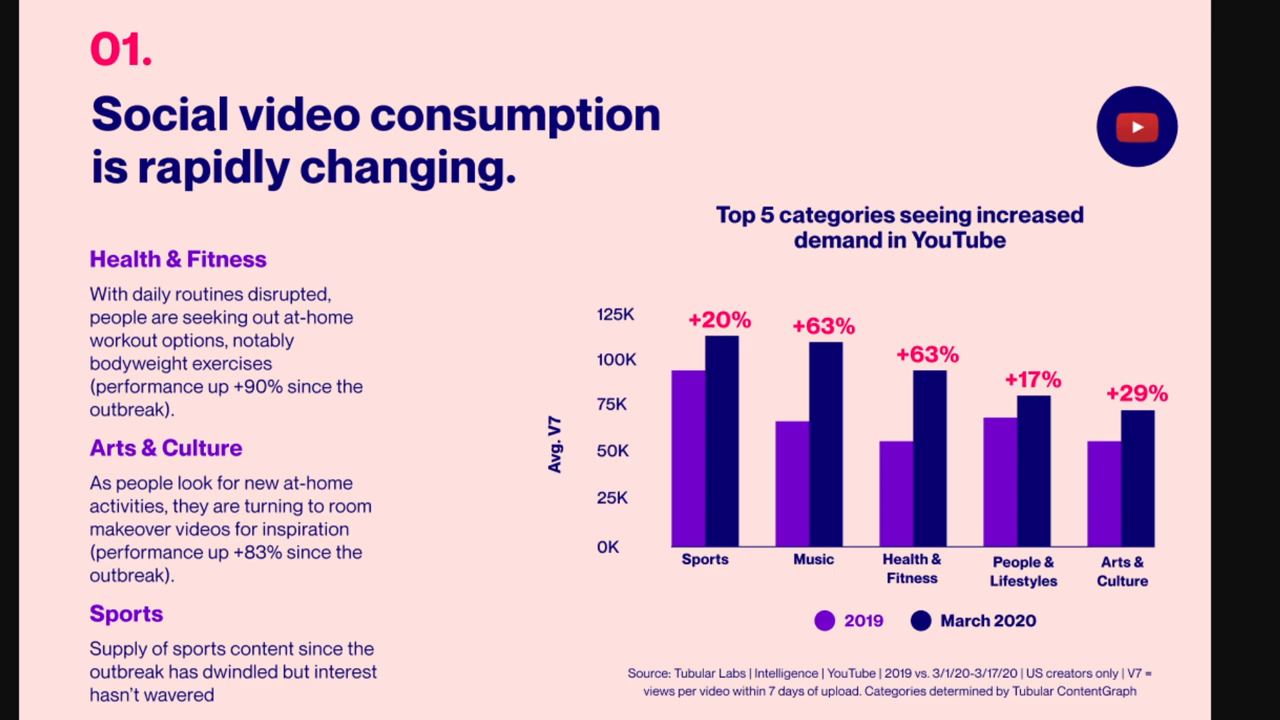 01.
Social video consumption
is rapidly changing.
Health & Fitness
With daily routines disrupted,
people are seeking out at-home
workout options, notably
bodyweight exercises
(performance up +90% since the
outbreak).
Arts & Culture
As people look for new at-home
activities, they are turning to room
makeover videos for inspiration
(performance up +83% since the
outbreak).
Sports
Supply of sports content since the
outbreak has dwindled but interest
hasn't wavered
Top 5 categories seeing increased
demand in YouTube
Avg. V7
125K
100K
75K
50K
25K
0K
+20%
+63%
+63%
+17%
+29%
Sports
Music
Health &
Fitness
People &
Lifestyles
Arts &
Culture
2019
March 2020
Source: Tubular Labs | Intelligence | YouTube | 2019 vs. 3/1/20-3/17/20 | US creators only | V7 =
views per video within 7 days of upload. Categories determined by Tubular ContentGraph